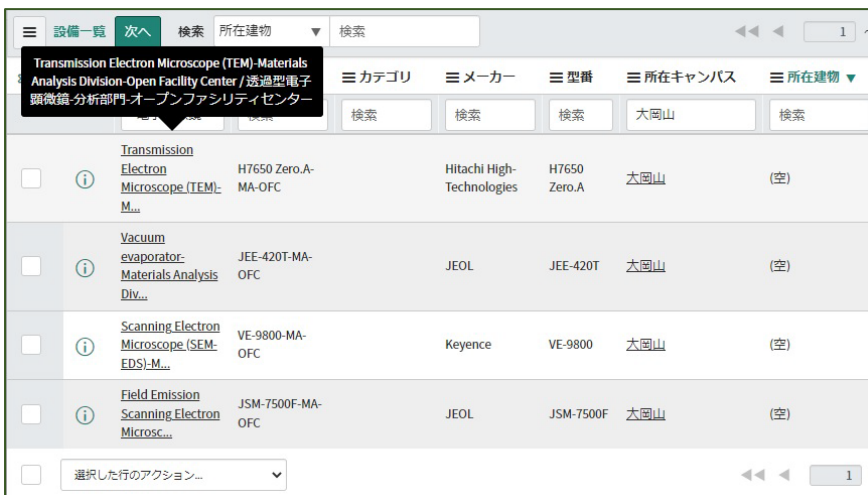 設備一覧 次へ 検索 所在建物 ▼ 検索 1
Transmission Electron Microscope (TEM)-Materials
Analysis Division-Open Facility Center / 透過型電子
顕微鏡-分析部門-オープンファシリティセンター
カテゴリ メーカー 型番 所在キャンパス 所在建物 ▼
検索 検索 検索 大岡山 検索
Transmission
Electron
Microscope (TEM)-
M...
H7650 Zero.A-
MA-OFC
Hitachi High-
Technologies
H7650
Zero.A
大岡山
(空)
Vacuum
evaporator-
Materials Analysis
Div...
JEE-420T-MA-
OFC
JEOL
JEE-420T
大岡山
(空)
Scanning Electron
Microscope (SEM-
EDS)-M...
VE-9800-MA-
OFC
Keyence
VE-9800
大岡山
(空)
Field Emission
Scanning Electron
Microsc...
JSM-7500F-MA-
OFC
JEOL
JSM-7500F
大岡山
(空)
選択した行のアクション... 1